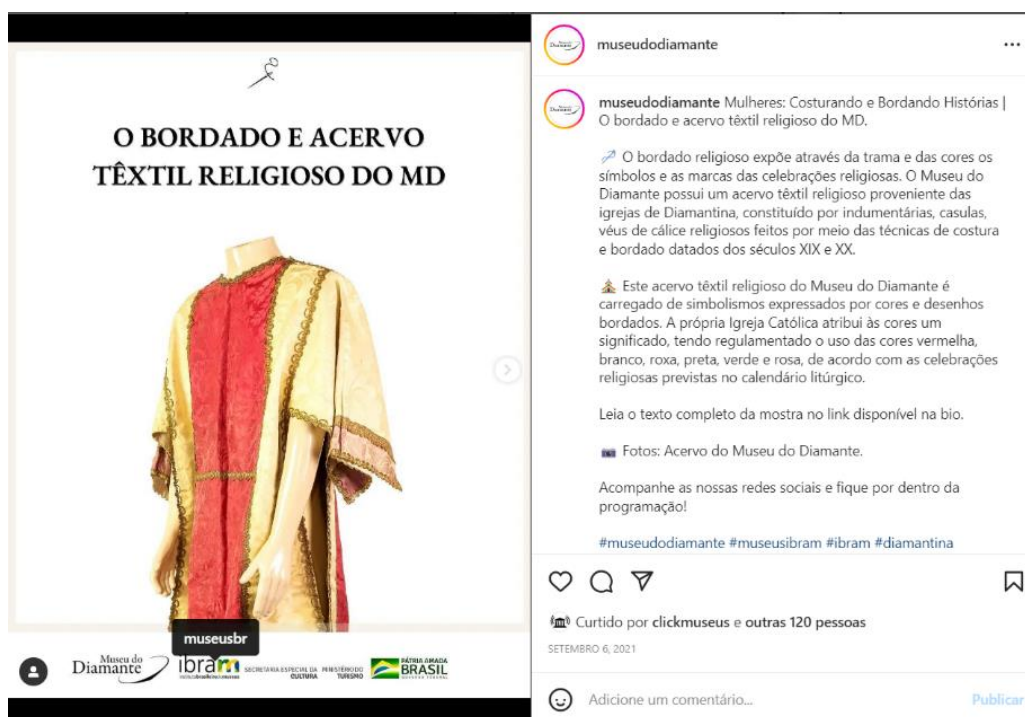 O BORDADO E ACERVO
TÊXTIL RELIGIOSO DO MD
museusbr
Museu do
Diamante
ibram
SECRETARIA ESPECIAL DA
CULTURA
MINISTÉRIO DO
TURISMO
PÁTRIA AMADA
BRASIL
GOVERNO FEDERAL
museudodiamante
museudodiamante Mulheres: Costurando e Bordando Histórias |
O bordado e acervo têxtil religioso do MD.
🪡 O bordado religioso expõe através da trama e das cores os
símbolos e as marcas das celebrações religiosas. O Museu do
Diamante possui um acervo têxtil religioso proveniente das
igrejas de Diamantina, constituído por indumentárias, casulas,
véus de cálice religiosos feitos por meio das técnicas de costura
e bordado datados dos séculos XIX e XX.
⛪ Este acervo têxtil religioso do Museu do Diamante é
carregado de simbolismos expressados por cores e desenhos
bordados. A própria Igreja Católica atribui às cores um
significado, tendo regulamentado o uso das cores vermelha,
branco, roxa, preta, verde e rosa, de acordo com as celebrações
religiosas previstas no calendário litúrgico.
Leia o texto completo da mostra no link disponível na bio.
📷 Fotos: Acervo do Museu do Diamante.
Acompanhe as nossas redes sociais e fique por dentro da
programação!
#museudodiamante #museusibram #ibram #diamantina
Curtido por clickmuseus e outras 120 pessoas
SETEMBRO 6, 2021
Adicione um comentário...
Publicar